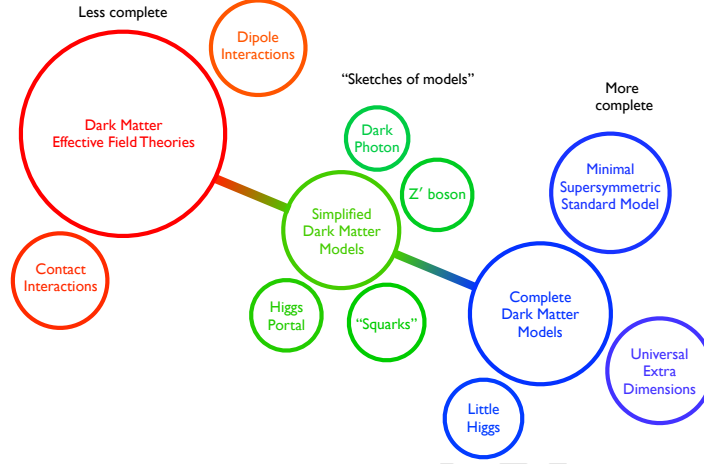 Less complete
Dipole
Interactions
Dark Matter
Effective Field Theories
Contact
Interactions
“Sketches of models”
Dark
Photon
Z′ boson
Simplified
Dark Matter
Models
Higgs
Portal
“Squarks”
More
complete
Minimal
Supersymmetric
Standard Model
Complete
Dark Matter
Models
Universal
Extra
Dimensions
Little
Higgs